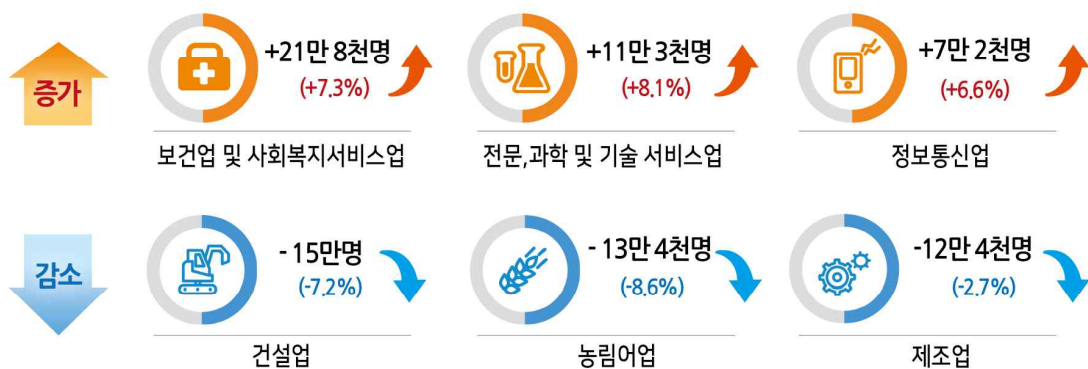 증가
+21만 8천명
(+7.3%)
보건업 및 사회복지서비스업
+11만 3천명
(+8.1%)
전문,과학 및 기술 서비스업
+7만 2천명
(+6.6%)
정보통신업
감소
- 15만명
(-7.2%)
건설업
- 13만 4천명
(-8.6%)
농림어업
-12만 4천명
(-2.7%)
제조업